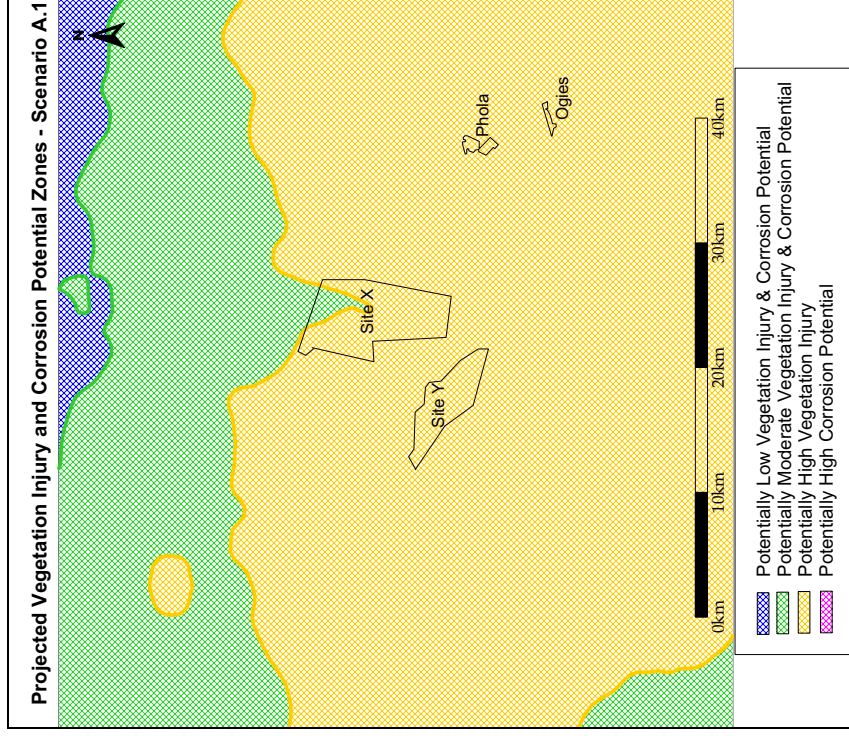 Projected Vegetation Injury and Corrosion Potential Zones - Scenario A.1
N
Site X
Site Y
Phola
Ogies
0km
10km
20km
30km
40km
Potentially Low Vegetation Injury & Corrosion Potential
Potentially Moderate Vegetation Injury & Corrosion Potential
Potentially High Vegetation Injury
Potentially High Corrosion Potential